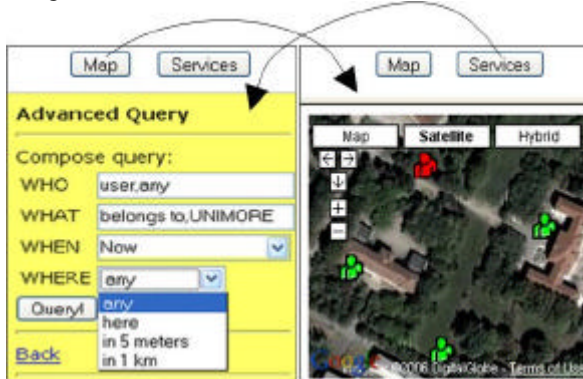 Map Services
Advanced Query
Compose query:
WHO user,any
WHAT belongs to,UNIMORE
WHEN Now
WHERE any
Query!
any
here
in 5 meters
in 1 km
Back
Map Services
Map Satellite Hybrid
+
-
©2006 DigitalGlobe - Terms of Us